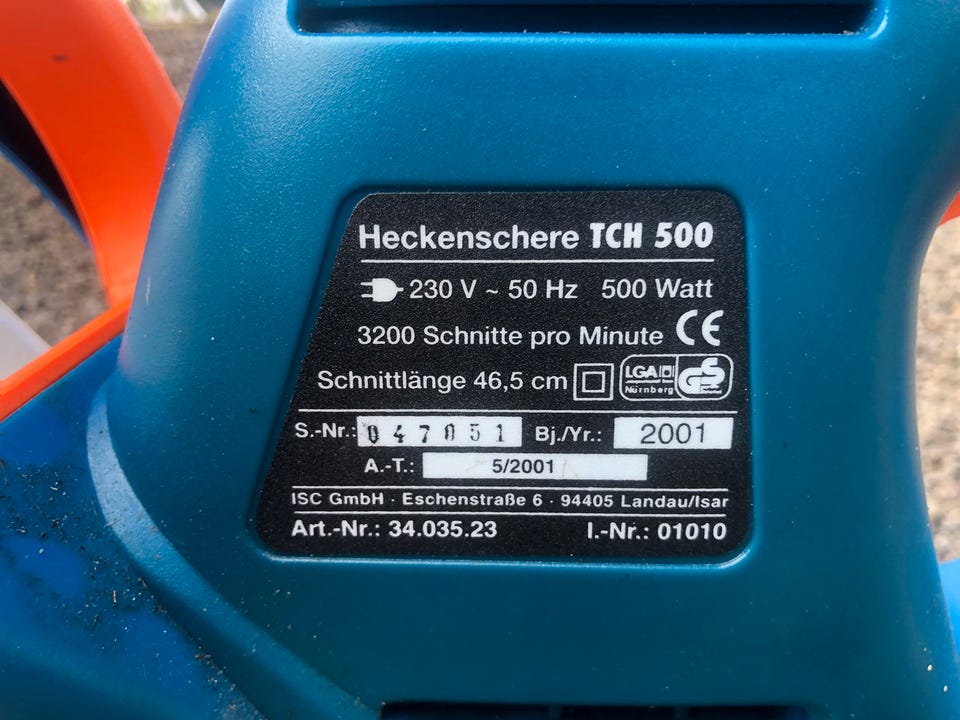 Heckenschere TCH 500
230 V ~ 50 Hz 500 Watt
3200 Schnitte pro Minute CE
Schnittlänge 46,5 cm LGA GS
Nürnberg
S.-Nr.: 047051 Bj./Yr.: 2001
A.-T.: 5/2001
ISC GmbH · Eschenstraße 6 · 94405 Landau/Isar
Art.-Nr.: 34.035.23 I.-Nr.: 01010